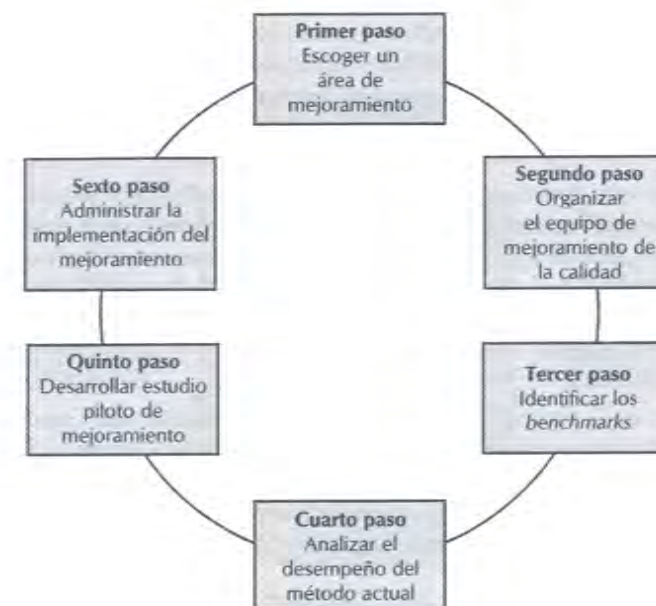 Primer paso
Escoger un
área de
mejoramiento
Segundo paso
Organizar
el equipo de
mejoramiento de
la calidad
Tercer paso
Identificar los
benchmarks
Cuarto paso
Analizar el
desempeño del
método actual
Quinto paso
Desarrollar estudio
piloto de
mejoramiento
Sexto paso
Administrar la
implementación del
mejoramiento